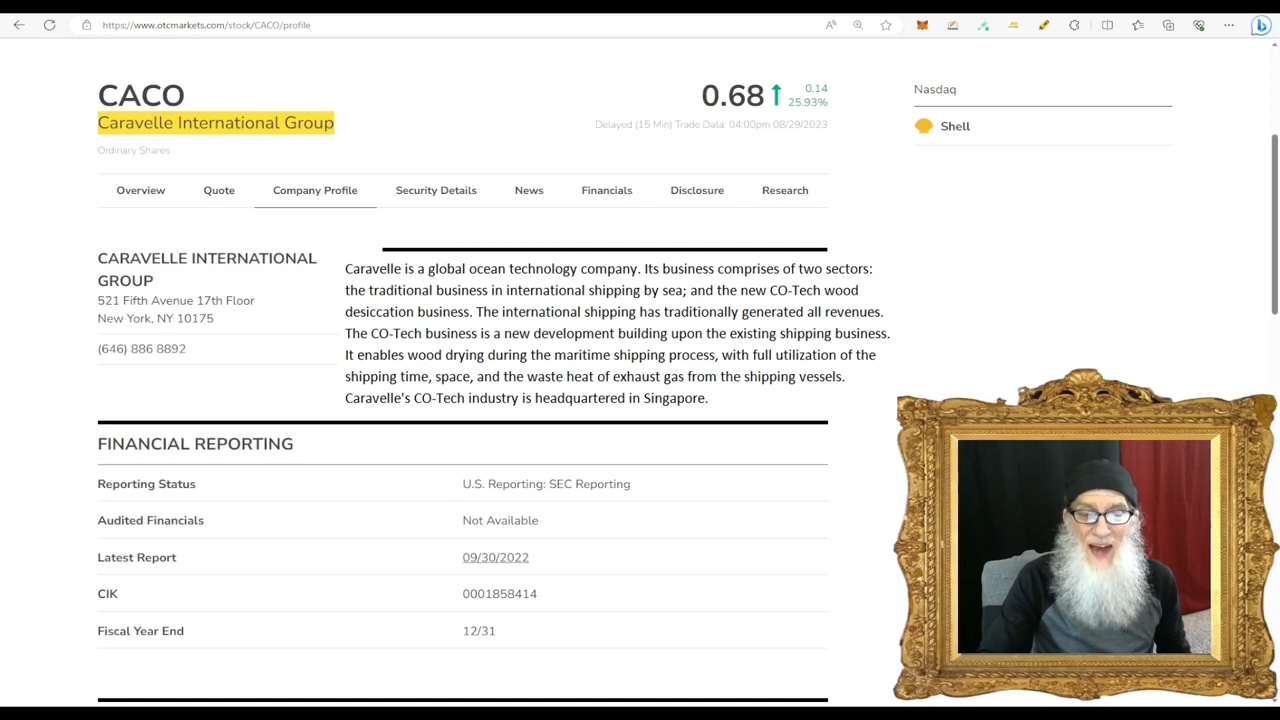 https://www.otcmarkets.com/stock/CACO/profile
CACO
Caravelle International Group
Ordinary Shares
0.68
0.14
25.93%
Delayed (15 Min) Trade Data: 04:00pm 08/29/2023
Nasdaq
Shell
Overview Quote Company Profile Security Details News Financials Disclosure Research
CARAVELLE INTERNATIONAL
GROUP
521 Fifth Avenue 17th Floor
New York, NY 10175
(646) 886 8892
Caravelle is a global ocean technology company. Its business comprises of two sectors:
the traditional business in international shipping by sea; and the new CO-Tech wood
desiccation business. The international shipping has traditionally generated all revenues.
The CO-Tech business is a new development building upon the existing shipping business.
It enables wood drying during the maritime shipping process, with full utilization of the
shipping time, space, and the waste heat of exhaust gas from the shipping vessels.
Caravelle's CO-Tech industry is headquartered in Singapore.
FINANCIAL REPORTING
Reporting Status U.S. Reporting: SEC Reporting
Audited Financials Not Available
Latest Report 09/30/2022
CIK 0001858414
Fiscal Year End 12/31